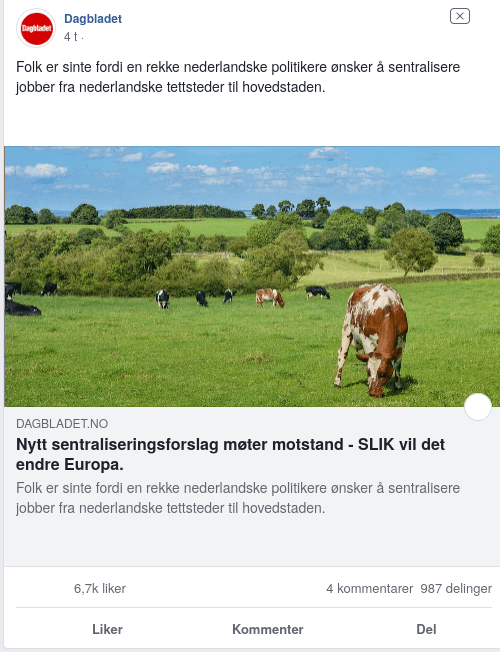 Dagbladet
Dagbladet
4 t ·
Folk er sinte fordi en rekke nederlandske politikere ønsker å sentralisere
jobber fra nederlandske tettsteder til hovedstaden.
DAGBLADET.NO
Nytt sentraliseringsforslag møter motstand - SLIK vil det
endre Europa.
Folk er sinte fordi en rekke nederlandske politikere ønsker å sentralisere
jobber fra nederlandske tettsteder til hovedstaden.
6,7k liker 4 kommentarer 987 delinger
Liker Kommenter Del